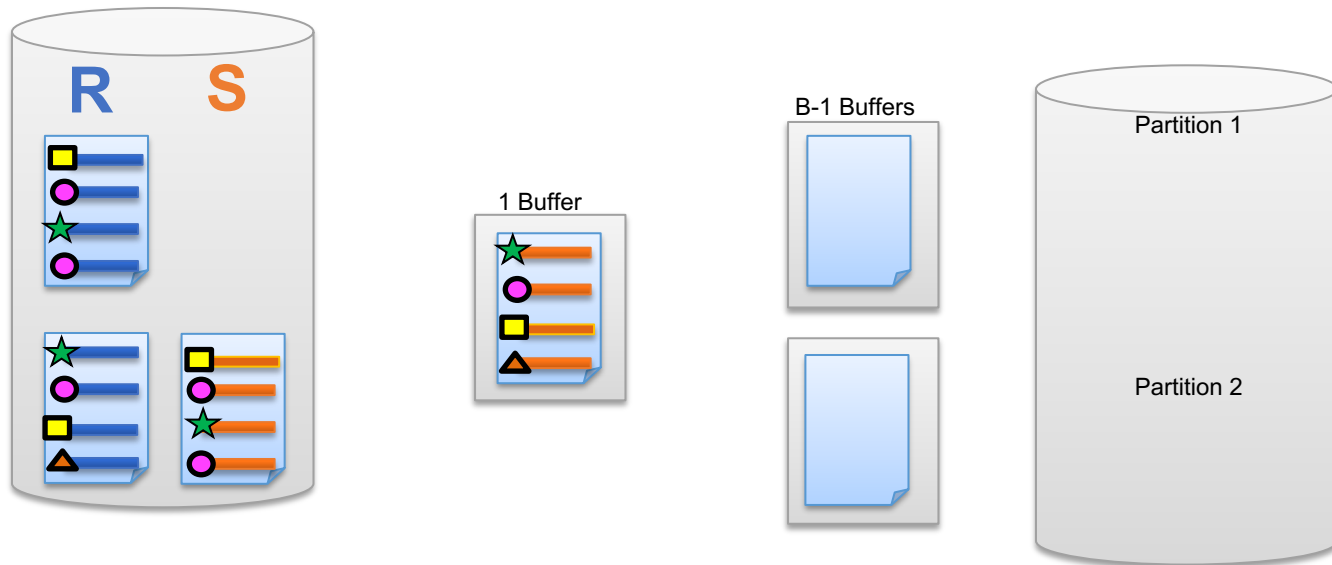 R S
1 Buffer
B-1 Buffers
Partition 1
Partition 2